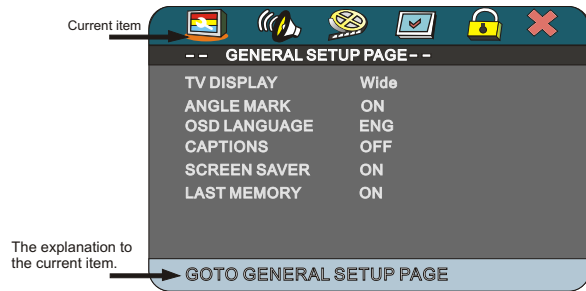 Current item
-- GENERAL SETUP PAGE--
TV DISPLAY Wide
ANGLE MARK ON
OSD LANGUAGE ENG
CAPTIONS OFF
SCREEN SAVER ON
LAST MEMORY ON
The explanation to
the current item.
GOTO GENERAL SETUP PAGE